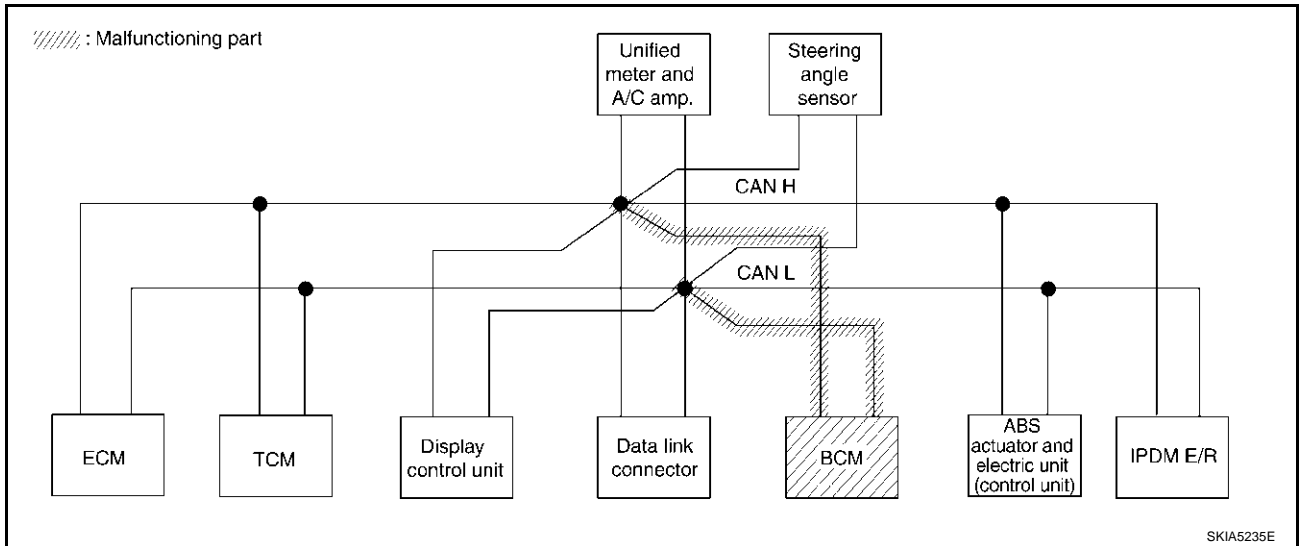 : Malfunctioning part
Unified
meter and
A/C amp.
Steering
angle
sensor
CAN H
CAN L
ECM
TCM
Display
control unit
Data link
connector
BCM
ABS
actuator and
electric unit
(control unit)
IPDM E/R
SKIA5235E